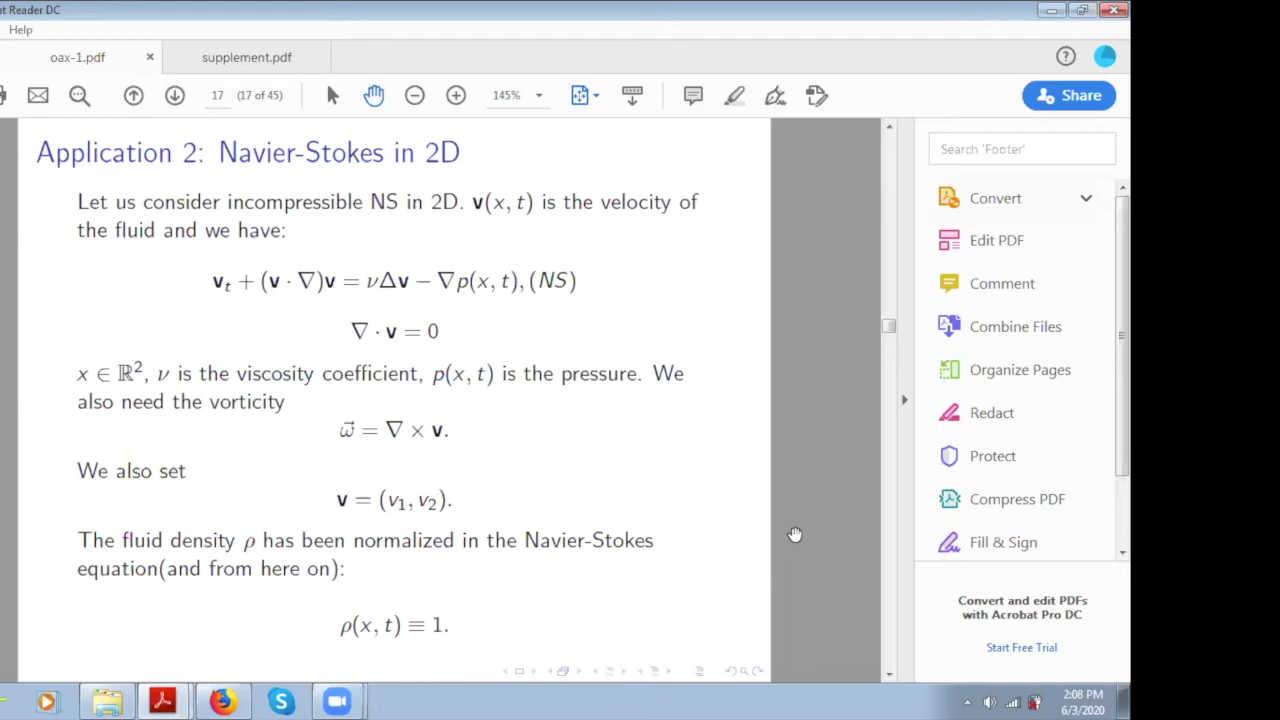 t Reader DC
Help
oax-1.pdf × supplement.pdf
17 (17 of 45) 145% Share
Application 2: Navier-Stokes in 2D
Let us consider incompressible NS in 2D. v(x, t) is the velocity of
the fluid and we have:
vₜ + (v · ∇)v = νΔv − ∇p(x, t), (NS)
∇ · v = 0
x ∈ ℝ², ν is the viscosity coefficient, p(x, t) is the pressure. We
also need the vorticity
ω⃗ = ∇ × v.
We also set
v = (v₁, v₂).
The fluid density ρ has been normalized in the Navier-Stokes
equation(and from here on):
ρ(x, t) ≡ 1.
Search 'Footer'
Convert
Edit PDF
Comment
Combine Files
Organize Pages
Redact
Protect
Compress PDF
Fill & Sign
Convert and edit PDFs
with Acrobat Pro DC
Start Free Trial
2:08 PM
6/3/2020